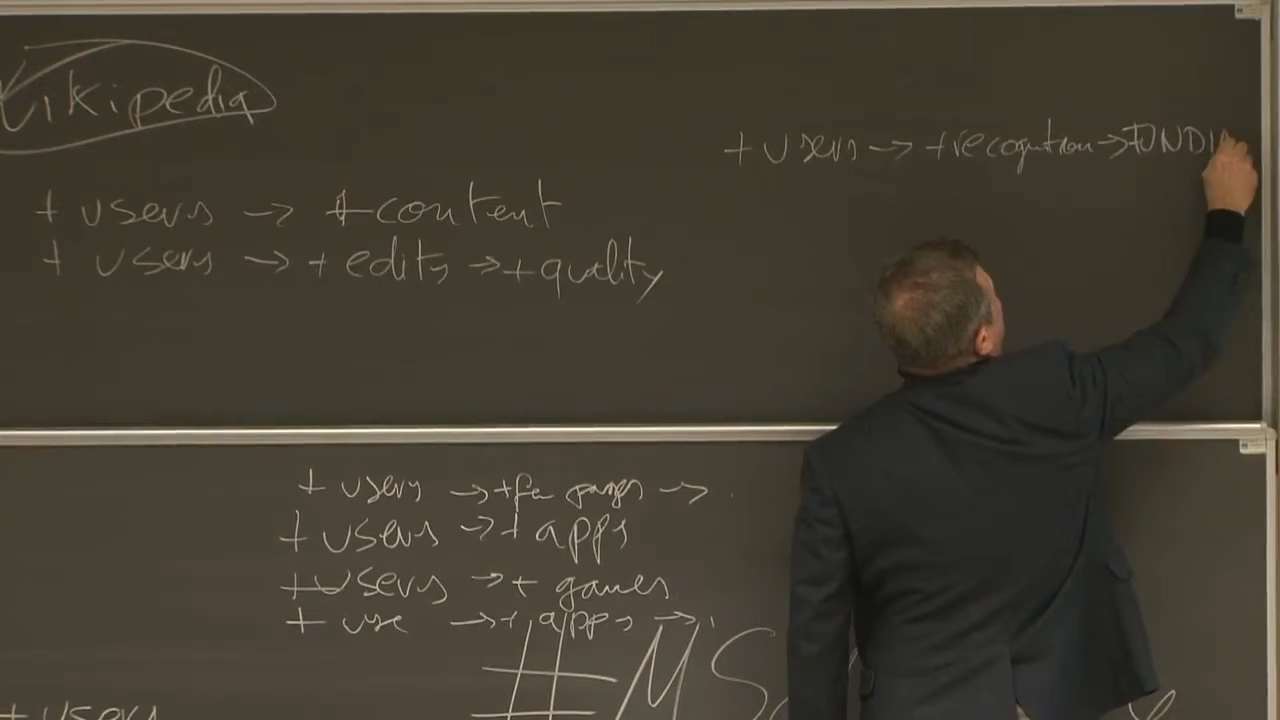 Wikipedia
+ users -> + recognition -> FUNDI
+ users -> + content
+ users -> + edits -> + quality
+ users -> + fan pages ->
+ users -> + apps
+ users -> + games
+ use -> + apps ->
#MS
+ users